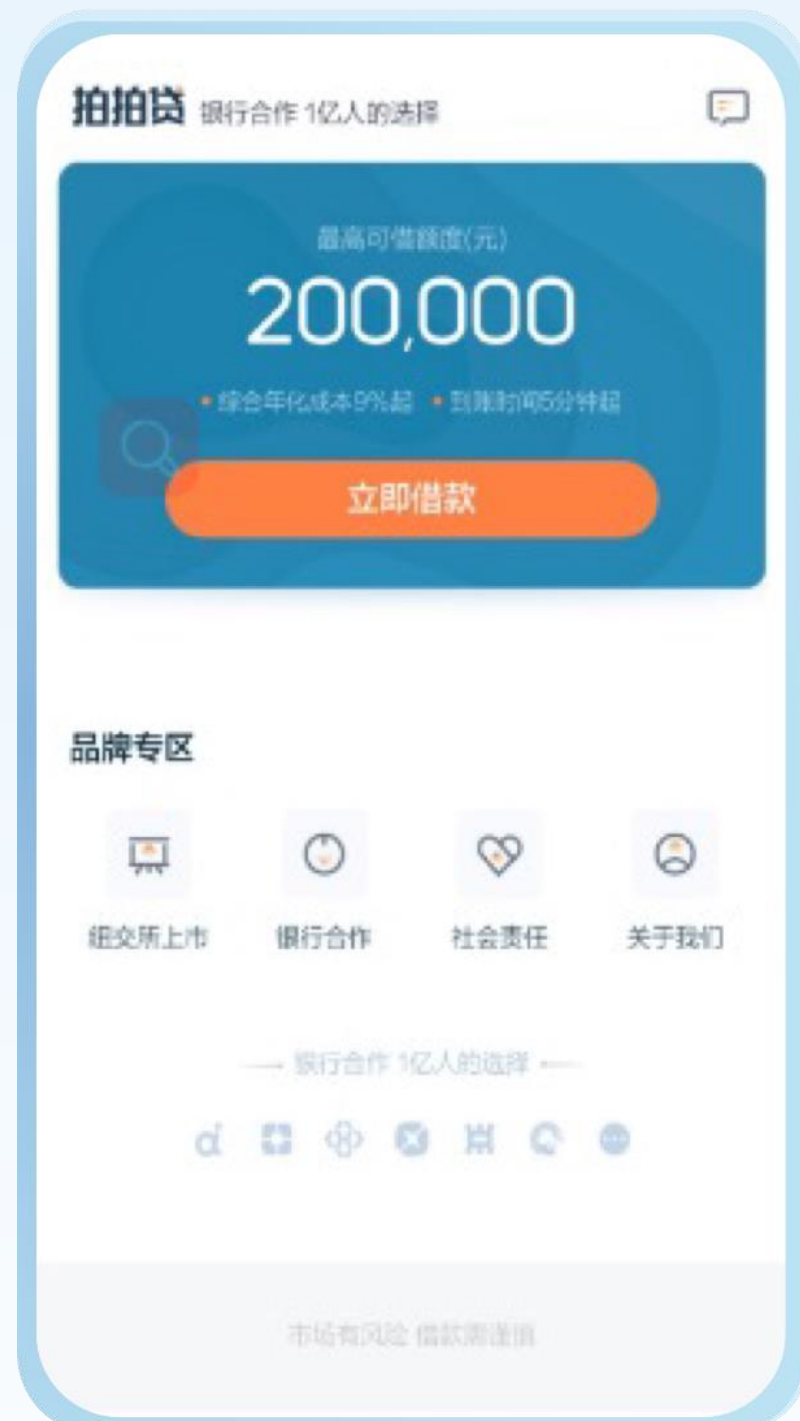 拍拍贷 银行合作 1亿人的选择
最高可借额度(元)
200,000
• 综合年化成本9%起 • 到账时间5分钟起
立即借款
品牌专区
纽交所上市 银行合作 社会责任 关于我们
银行合作 1亿人的选择
市场有风险 借款需谨慎